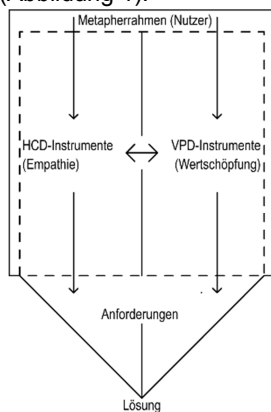 (Abbildung 1).
Metapherrahmen (Nutzer)
HCD-Instrumente
(Empathie)
VPD-Instrumente
(Wertschöpfung)
Anforderungen
Lösung